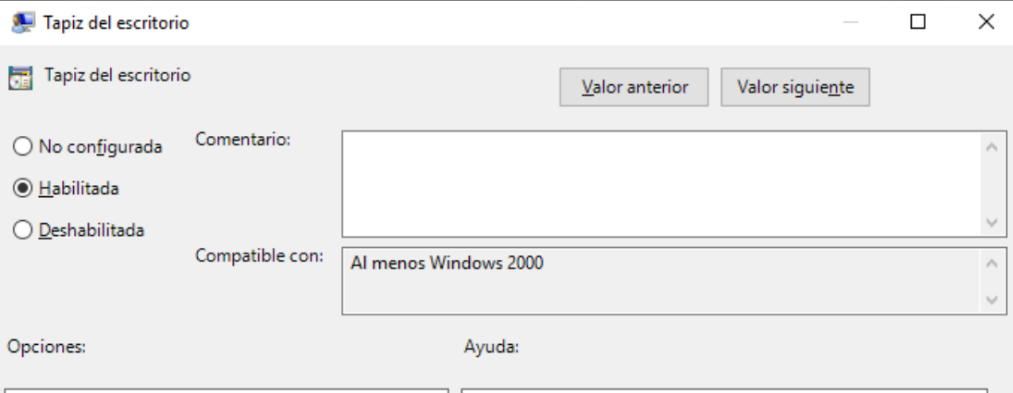 Tapiz del escritorio
Tapiz del escritorio
Valor anterior
Valor siguiente
No configurada
Comentario:
Habilitada
Deshabilitada
Compatible con:
Al menos Windows 2000
Opciones:
Ayuda: